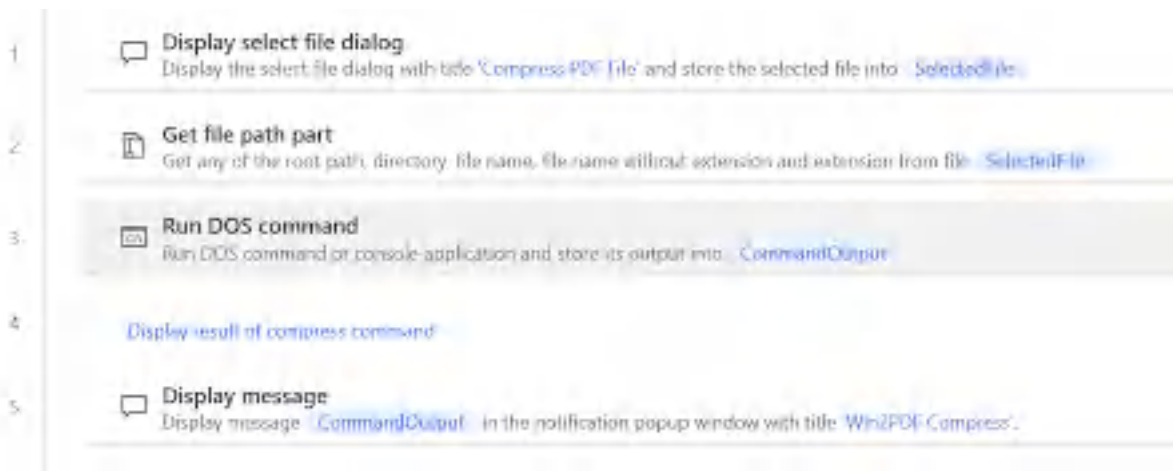 1
Display select file dialog
Display the select file dialog with title 'Compress PDF File' and store the selected file into SelectedFile
2
Get file path part
Get any of the root path, directory, file name, file name without extension and extension from file SelectedFile
3
Run DOS command
Run DOS command or console application and store its output into CommandOutput
4
Display result of compress command
5
Display message
Display message CommandOutput in the notification popup window with title 'Win2PDF Compress'.